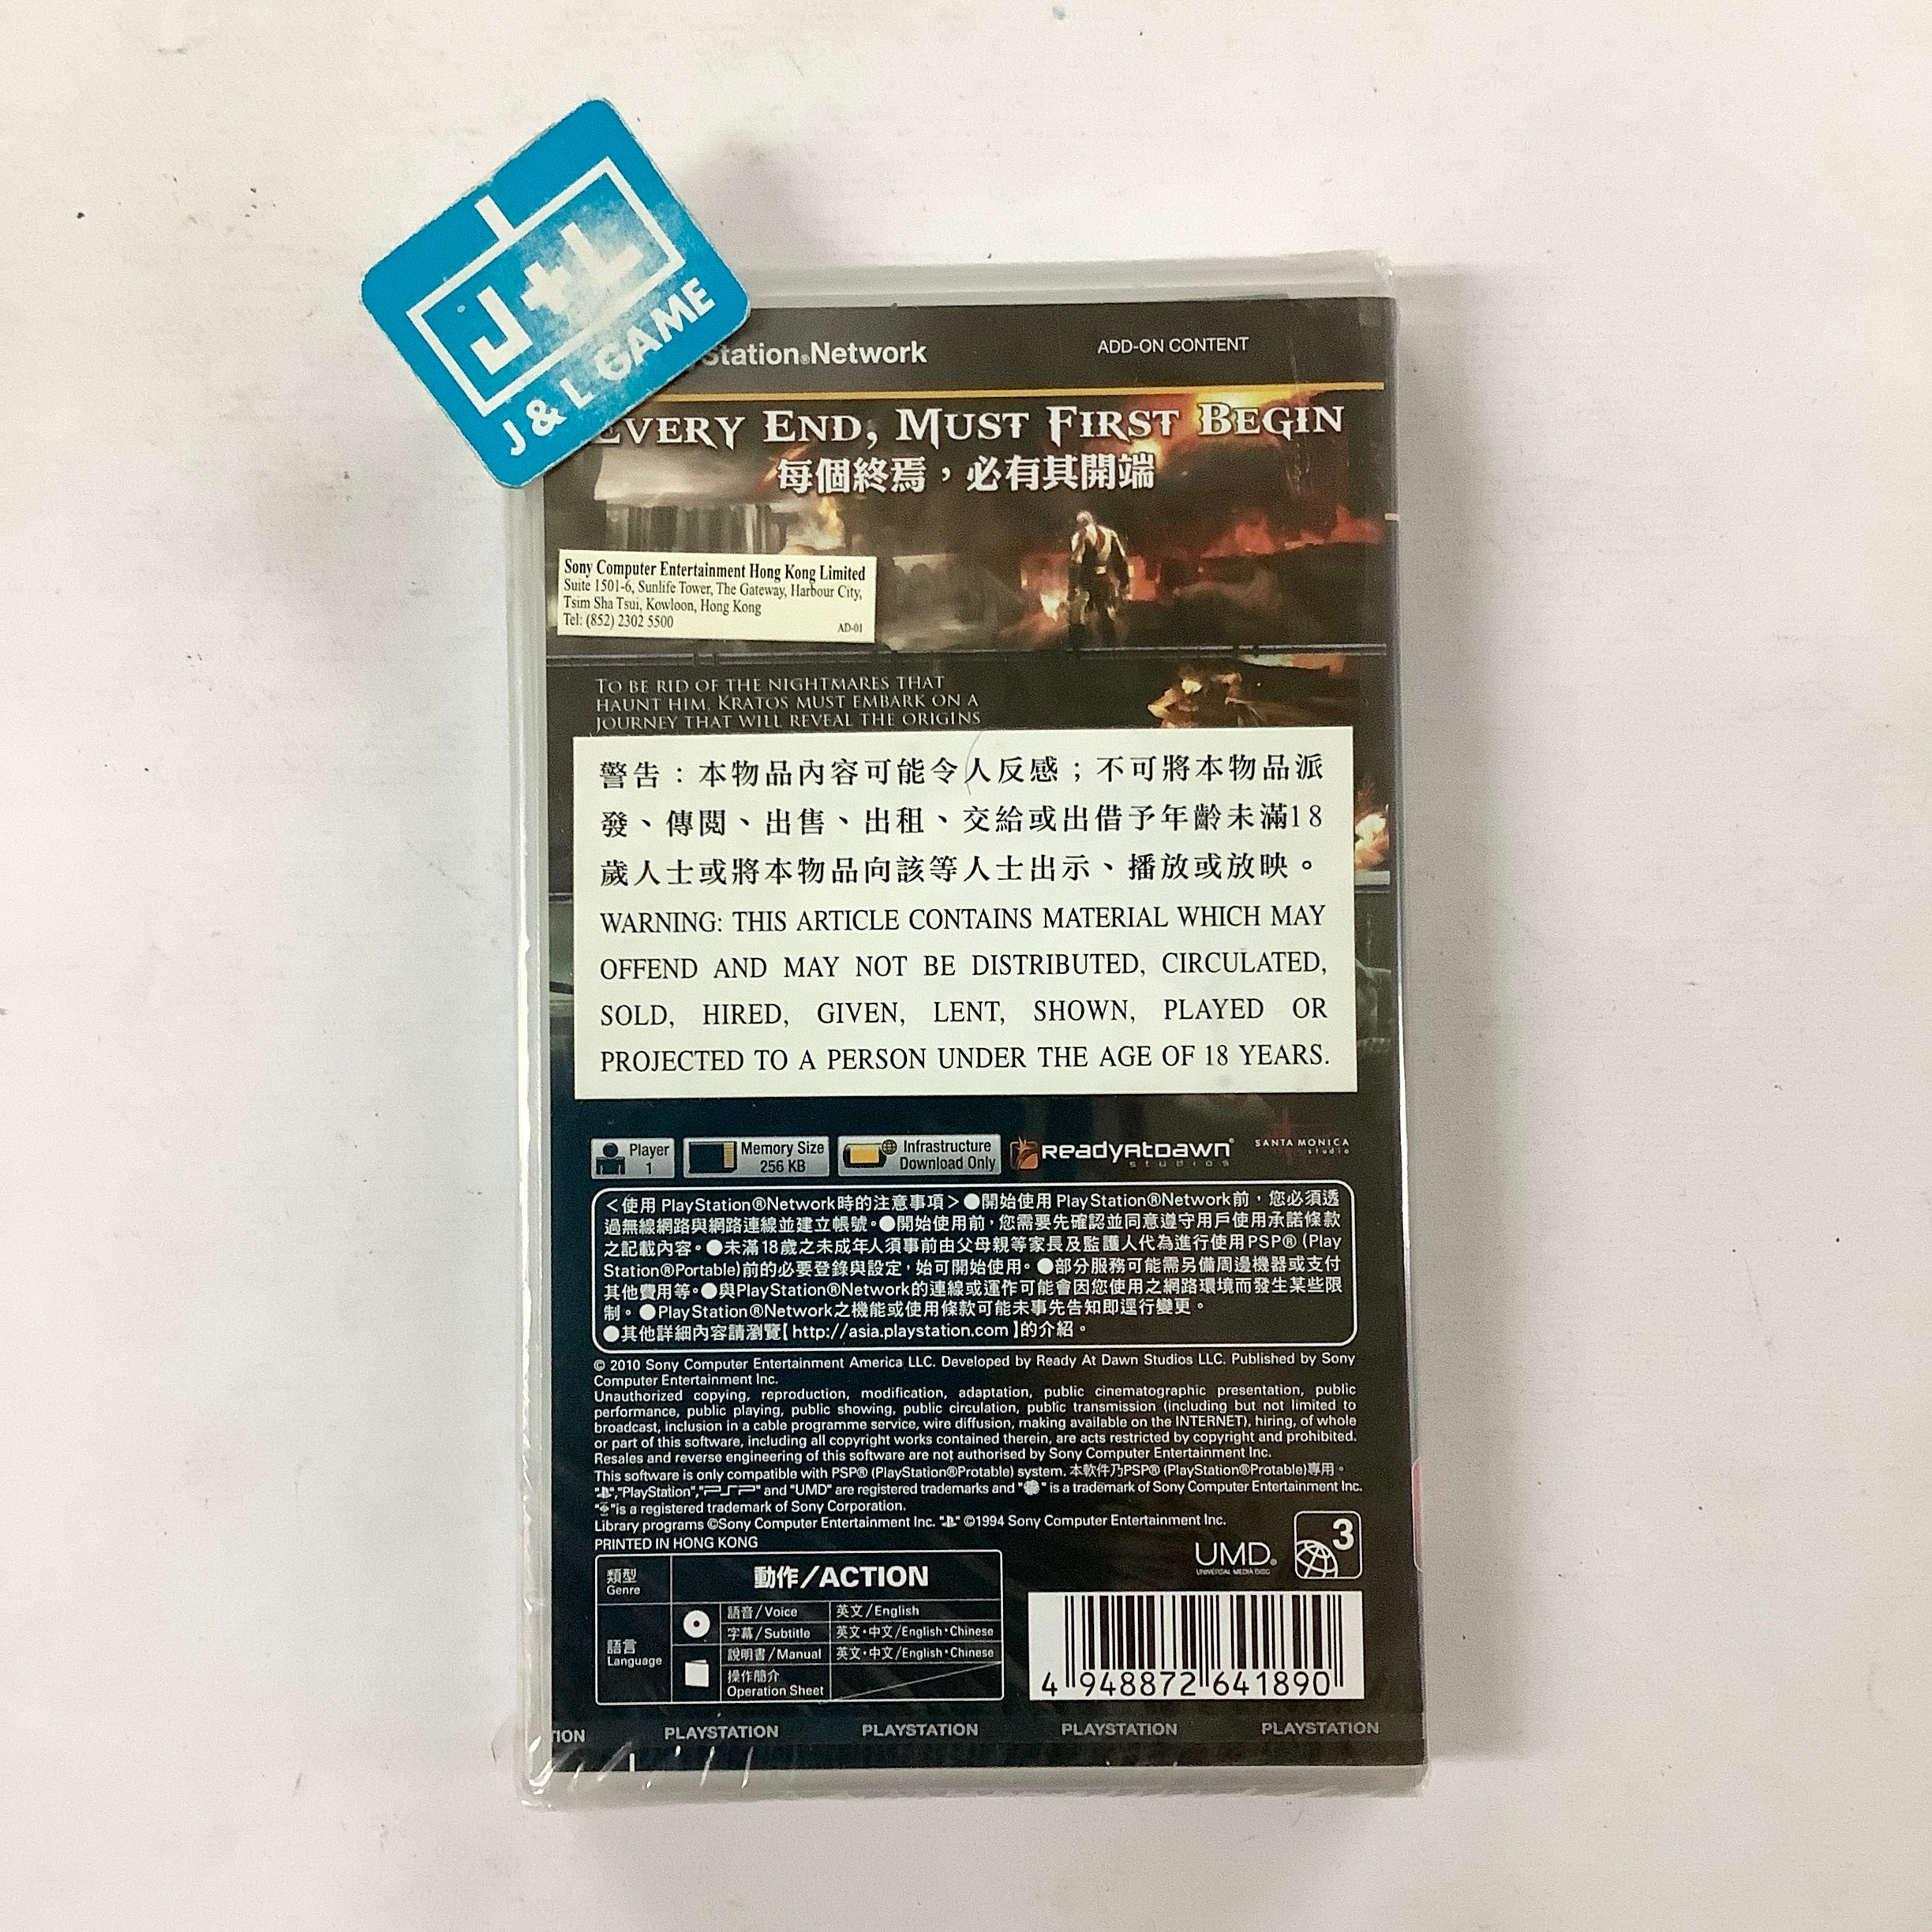 J+L
J & L GAME
Station®Network
ADD-ON CONTENT
EVERY END, MUST FIRST BEGIN
每個終焉，必有其開端
Sony Computer Entertainment Hong Kong Limited
Suite 1501-6, Sunlife Tower, The Gateway, Harbour City,
Tsim Sha Tsui, Kowloon, Hong Kong
Tel: (852) 2302 5500
AD-01
TO BE RID OF THE NIGHTMARES THAT
HAUNT HIM, KRATOS MUST EMBARK ON A
JOURNEY THAT WILL REVEAL THE ORIGINS
警告：本物品內容可能令人反感；不可將本物品派
發、傳閱、出售、出租、交給或出借予年齡未滿18
歲人士或將本物品向該等人士出示、播放或放映。
WARNING: THIS ARTICLE CONTAINS MATERIAL WHICH MAY
OFFEND AND MAY NOT BE DISTRIBUTED, CIRCULATED,
SOLD, HIRED, GIVEN, LENT, SHOWN, PLAYED OR
PROJECTED TO A PERSON UNDER THE AGE OF 18 YEARS.
Player
1
Memory Size
256 KB
Infrastructure
Download Only
READYATDAWN®
studios
SANTA MONICA
studio
＜使用 PlayStation®Network時的注意事項＞●開始使用 PlayStation®Network前，您必須透
過無線網路與網路連線並建立帳號。●開始使用前，您需要先確認並同意遵守用戶使用承諾條款
之記載內容。●未滿18歲之未成年人須事前由父母親等家長及監護人代為進行使用PSP® (Play
Station®Portable)前的必要登錄與設定，始可開始使用。●部分服務可能需另備周邊機器或支付
其他費用等。●與PlayStation®Network的連線或運作可能會因您使用之網路環境而發生某些限
制。●PlayStation®Network之機能或使用條款可能未事先告知即逕行變更。
●其他詳細內容請瀏覽【http://asia.playstation.com】的介紹。
© 2010 Sony Computer Entertainment America LLC. Developed by Ready At Dawn Studios LLC. Published by Sony
Computer Entertainment Inc.
Unauthorized copying, reproduction, modification, adaptation, public cinematographic presentation, public
performance, public playing, public showing, public circulation, public transmission (including but not limited to
broadcast, inclusion in a cable programme service, wire diffusion, making available on the INTERNET), hiring, of whole
or part of this software, including all copyright works contained therein, are acts restricted by copyright and prohibited.
Resales and reverse engineering of this software are not authorised by Sony Computer Entertainment Inc.
This software is only compatible with PSP® (PlayStation®Protable) system. 本軟件乃PSP® (PlayStation®Protable)專用。
"","PlayStation","PSP" and "UMD" are registered trademarks and "" is a trademark of Sony Computer Entertainment Inc.
""is a registered trademark of Sony Corporation.
Library programs ©Sony Computer Entertainment Inc. "" ©1994 Sony Computer Entertainment Inc.
PRINTED IN HONG KONG
UMD®
UNIVERSAL MEDIA DISC
3
類型
Genre
動作/ACTION
語言
Language
語音/Voice 英文/English
字幕/Subtitle 英文・中文/English・Chinese
說明書/Manual 英文・中文/English・Chinese
操作簡介
Operation Sheet
4 948872 641890
TION PLAYSTATION PLAYSTATION PLAYSTATION PLAYSTATION